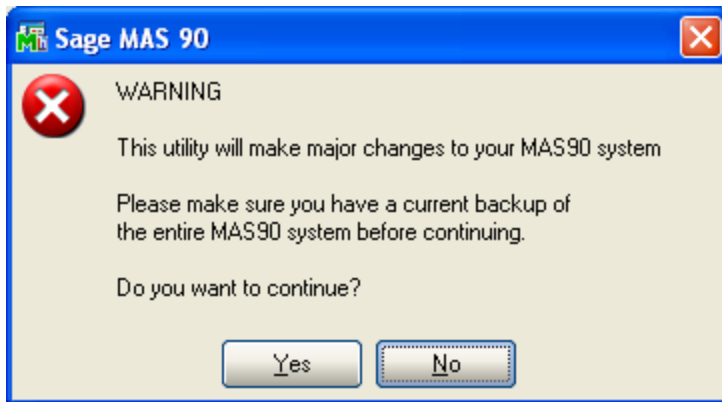 Sage MAS 90
WARNING
This utility will make major changes to your MAS90 system
Please make sure you have a current backup of
the entire MAS90 system before continuing.
Do you want to continue?
Yes
No